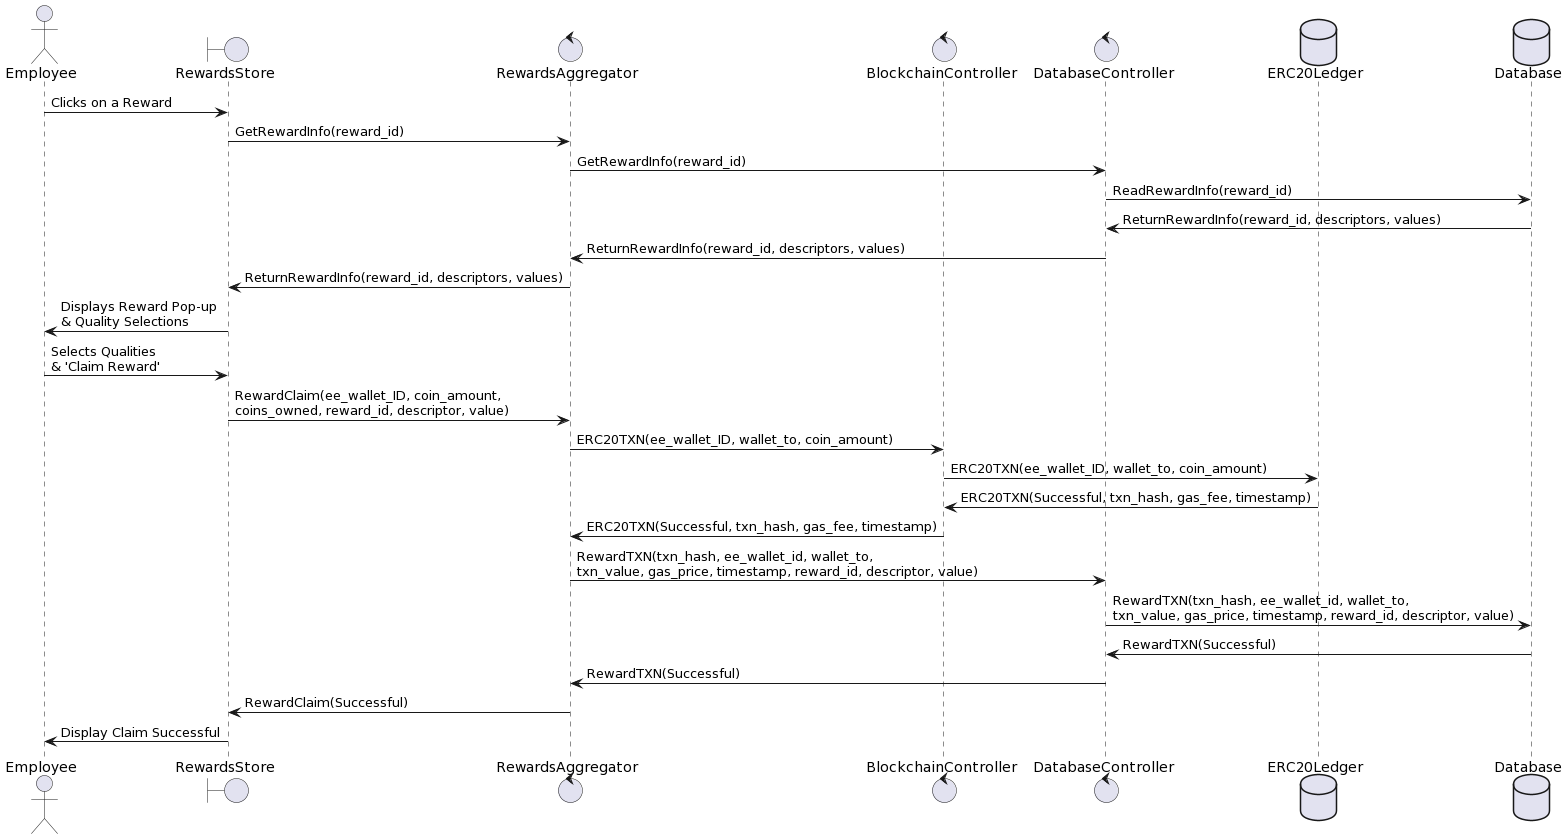 Employee
RewardsStore
RewardsAggregator
BlockchainController
DatabaseController
ERC20Ledger
Database
Clicks on a Reward
GetRewardInfo(reward_id)
GetRewardInfo(reward_id)
ReadRewardInfo(reward_id)
ReturnRewardInfo(reward_id, descriptors, values)
ReturnRewardInfo(reward_id, descriptors, values)
ReturnRewardInfo(reward_id, descriptors, values)
Displays Reward Pop-up
& Quality Selections
Selects Qualities
& 'Claim Reward'
RewardClaim(ee_wallet_ID, coin_amount,
coins_owned, reward_id, descriptor, value)
ERC20TXN(ee_wallet_ID, wallet_to, coin_amount)
ERC20TXN(ee_wallet_ID, wallet_to, coin_amount)
ERC20TXN(Successful, txn_hash, gas_fee, timestamp)
ERC20TXN(Successful, txn_hash, gas_fee, timestamp)
RewardTXN(txn_hash, ee_wallet_id, wallet_to,
txn_value, gas_price, timestamp, reward_id, descriptor, value)
RewardTXN(txn_hash, ee_wallet_id, wallet_to,
txn_value, gas_price, timestamp, reward_id, descriptor, value)
RewardTXN(Successful)
RewardTXN(Successful)
RewardClaim(Successful)
Display Claim Successful
Employee
RewardsStore
RewardsAggregator
BlockchainController
DatabaseController
ERC20Ledger
Database